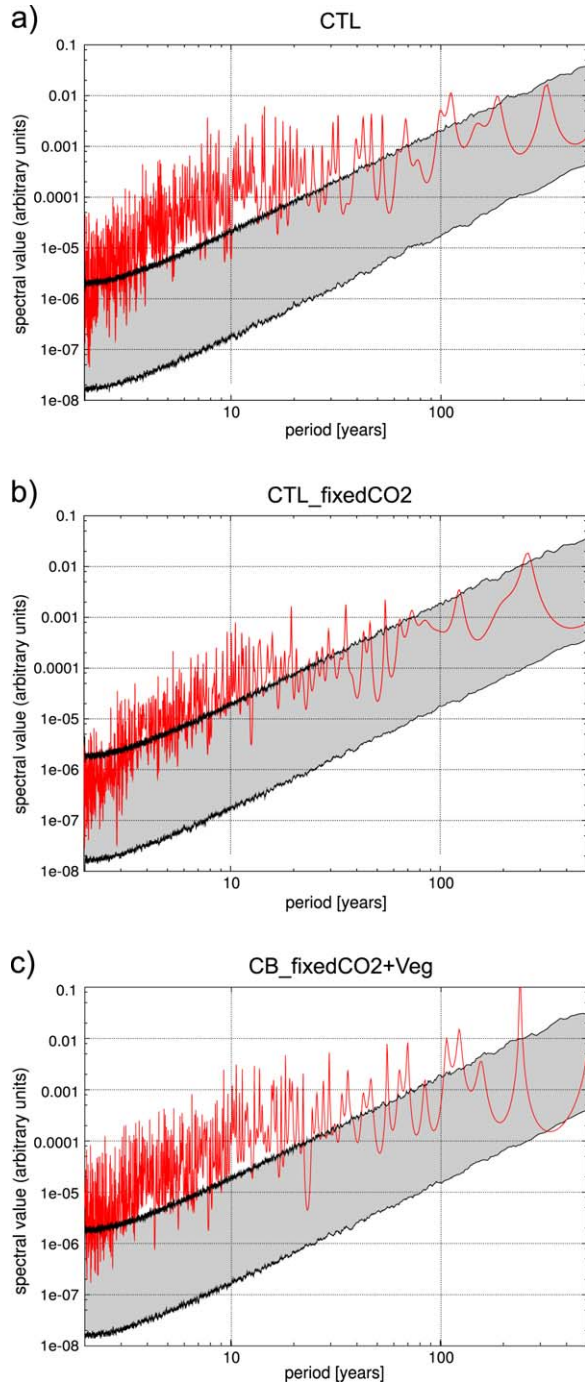 a)
CTL
0.1
0.01
0.001
0.0001
1e-05
1e-06
1e-07
1e-08
spectral value (arbitrary units)
10
100
period [years]
b)
CTL_fixedCO2
0.1
0.01
0.001
0.0001
1e-05
1e-06
1e-07
1e-08
spectral value (arbitrary units)
10
100
period [years]
c)
CB_fixedCO2+Veg
0.1
0.01
0.001
0.0001
1e-05
1e-06
1e-07
1e-08
spectral value (arbitrary units)
10
100
period [years]